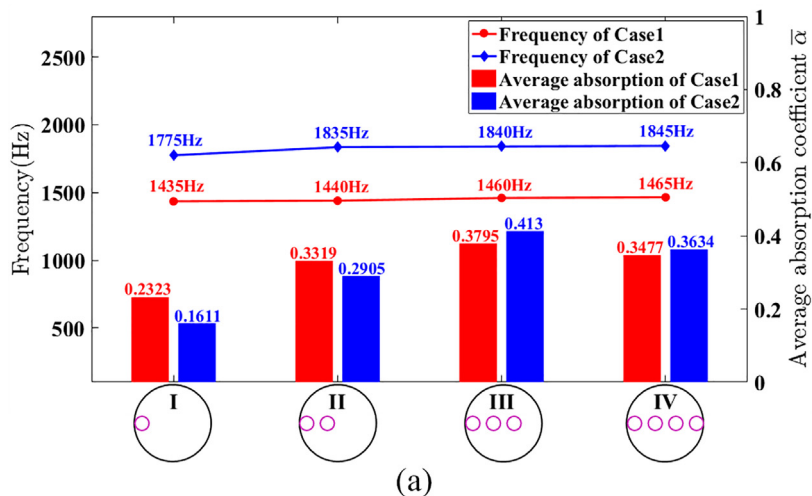 Frequency of Case1
Frequency of Case2
Average absorption of Case1
Average absorption of Case2
2500
2000
1500
1000
500
Frequency(Hz)
1
0.8
0.6
0.4
0.2
0
Average absorption coefficient ᾱ
1775Hz
1835Hz
1840Hz
1845Hz
1435Hz
1440Hz
1460Hz
1465Hz
0.2323
0.1611
0.3319
0.2905
0.3795
0.413
0.3477
0.3634
I
II
III
IV
(a)